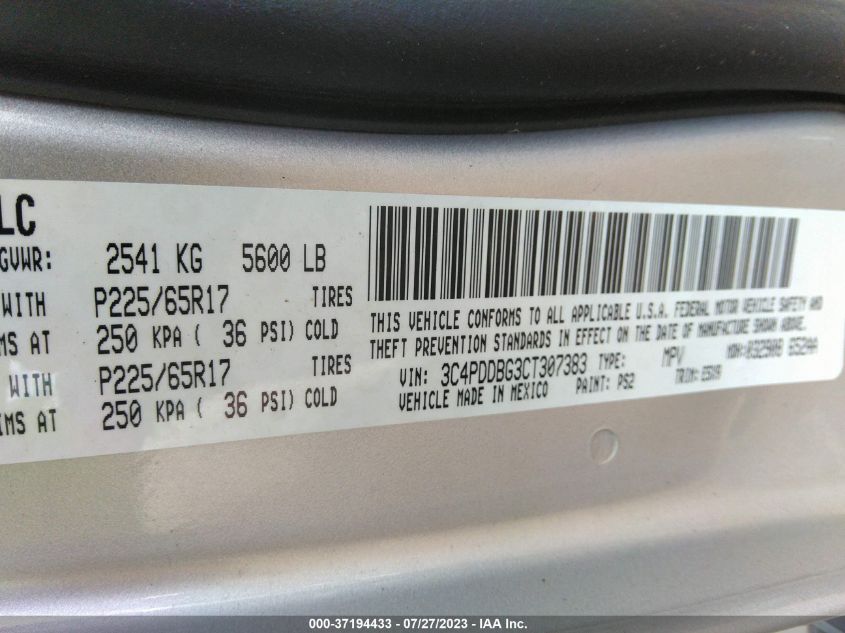 LC
GVWR: 2541 KG 5600 LB
WITH P225/65R17 TIRES
MS AT 250 KPA ( 36 PSI) COLD
WITH P225/65R17 TIRES
IMS AT 250 KPA ( 36 PSI) COLD
THIS VEHICLE CONFORMS TO ALL APPLICABLE U.S.A. FEDERAL MOTOR VEHICLE SAFETY AND
THEFT PREVENTION STANDARDS IN EFFECT ON THE DATE OF MANUFACTURE SHOWN ABOVE.
VIN: 3C4PDDBG3CT307383 TYPE: MPV MDH:
VEHICLE MADE IN MEXICO PAINT: PS2 TRIM:
000-37194433 - 07/27/2023 - IAA Inc.